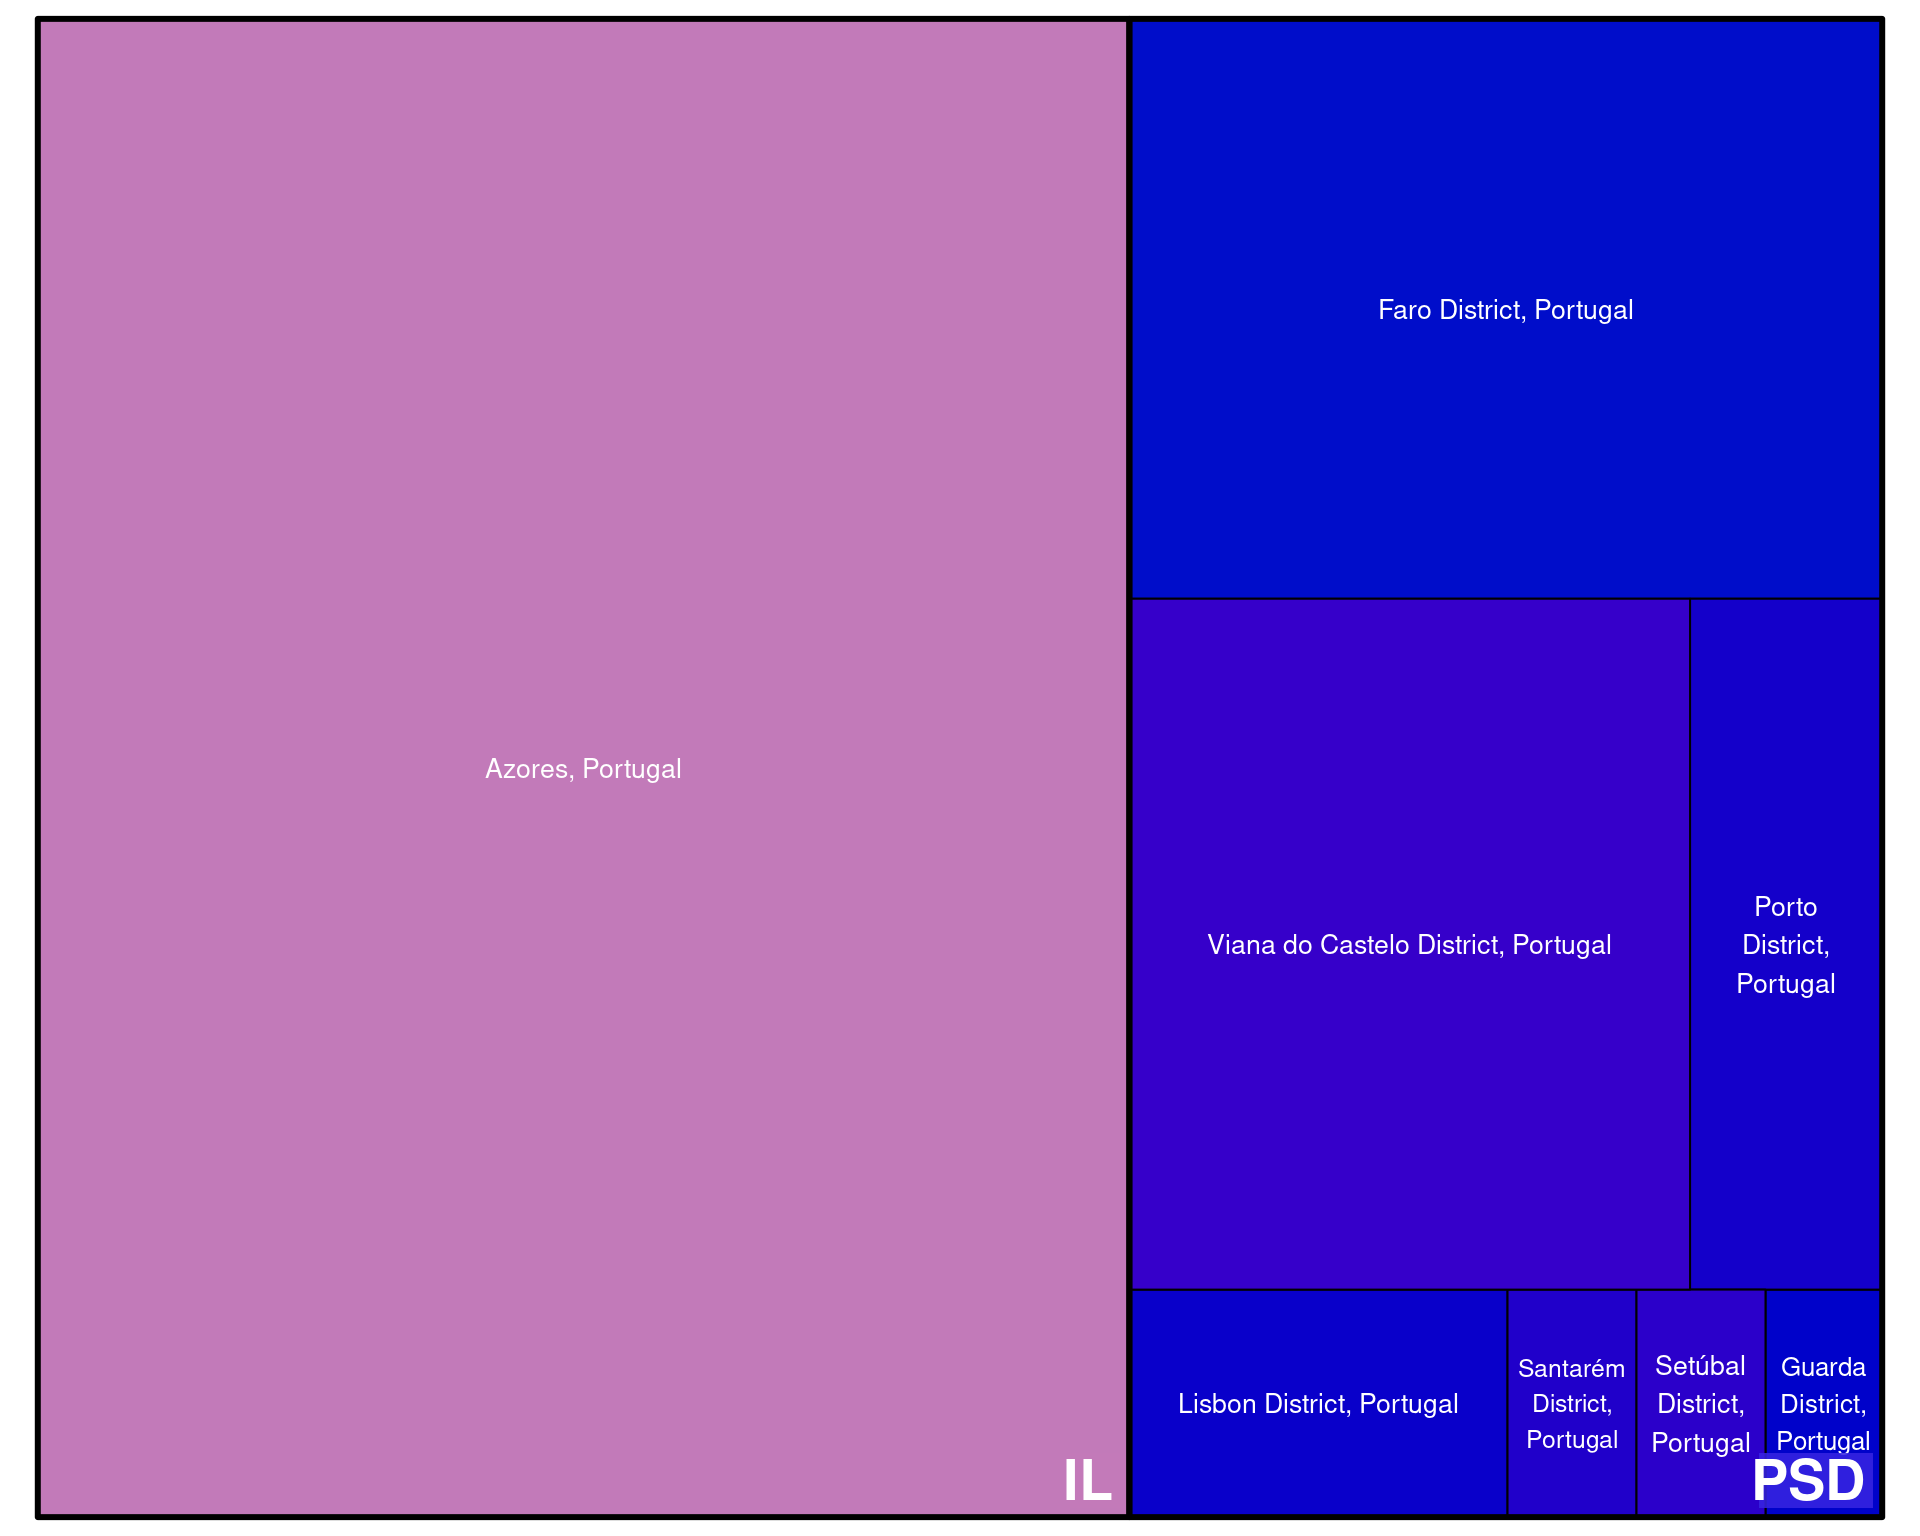 Azores, Portugal
IL
Faro District, Portugal
Viana do Castelo District, Portugal
Porto
District,
Portugal
Lisbon District, Portugal
Santarém
District,
Portugal
Setúbal
District,
Portugal
Guarda
District,
Portugal
PSD